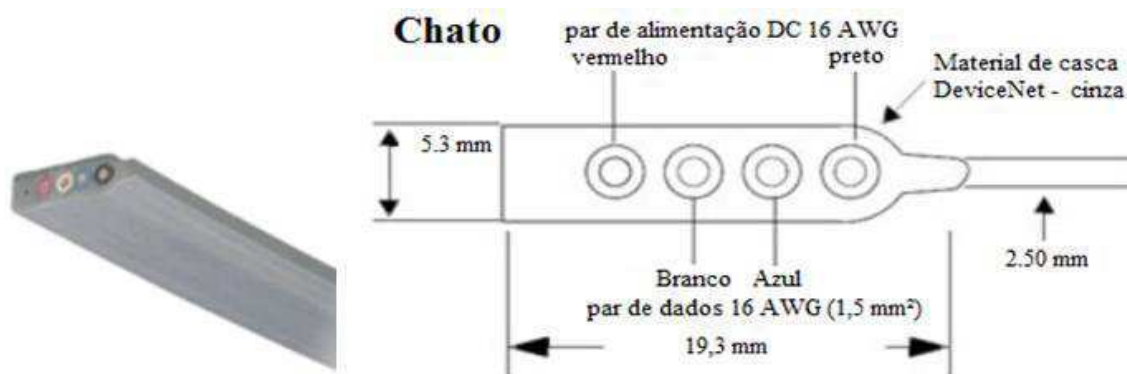 Chato
par de alimentação DC 16 AWG
vermelho preto
Material de casca
DeviceNet - cinza
5.3 mm
2.50 mm
Branco Azul
par de dados 16 AWG (1,5 mm²)
19,3 mm